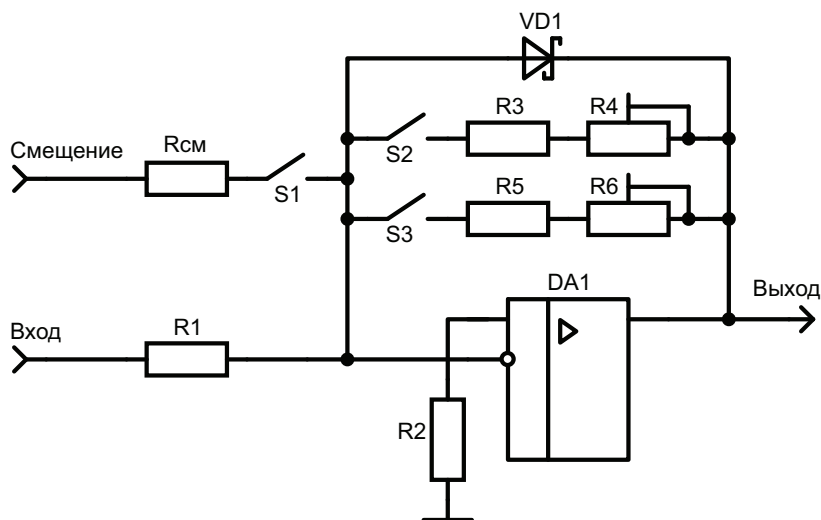 VD1
R3
R4
Смещение
Rсм
S1
S2
R5
R6
S3
DA1
Выход
Вход
R1
R2